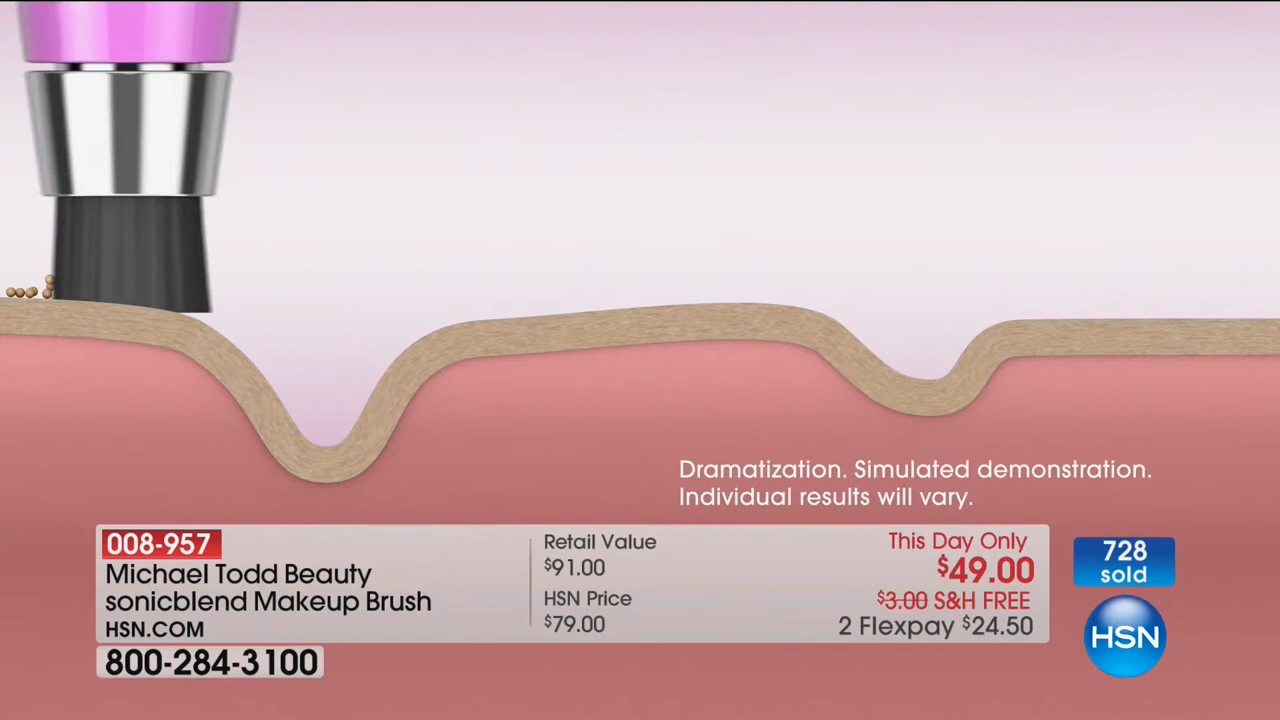 Dramatization. Simulated demonstration.
Individual results will vary.
008-957
Michael Todd Beauty
sonicblend Makeup Brush
HSN.COM
800-284-3100
Retail Value
$91.00
HSN Price
$79.00
This Day Only
$49.00
$3.00 S&H FREE
2 Flexpay $24.50
728
sold
HSN